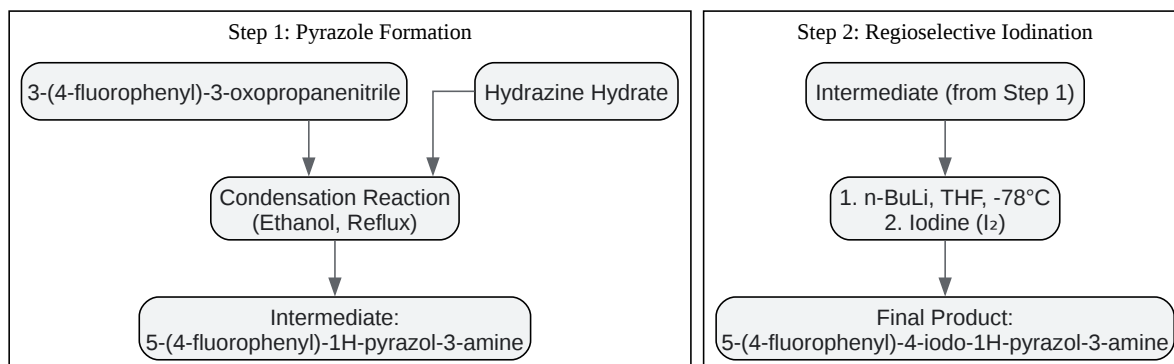 Step 1: Pyrazole Formation
3-(4-fluorophenyl)-3-oxopropanenitrile
Hydrazine Hydrate
Condensation Reaction
(Ethanol, Reflux)
Intermediate:
5-(4-fluorophenyl)-1H-pyrazol-3-amine
Step 2: Regioselective Iodination
Intermediate (from Step 1)
1. n-BuLi, THF, -78°C
2. Iodine (I₂)
Final Product:
5-(4-fluorophenyl)-4-iodo-1H-pyrazol-3-amine